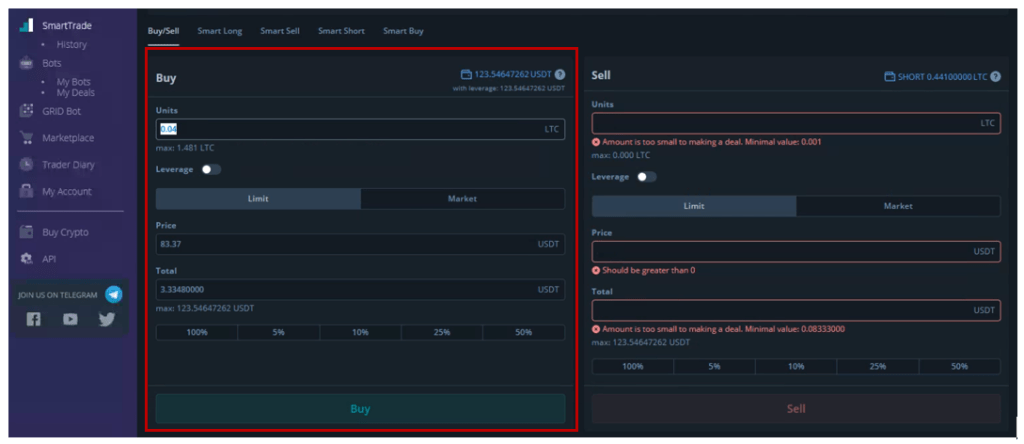 SmartTrade
History
Bots
My Bots
My Deals
GRID Bot
Marketplace
Trader Diary
My Account
Buy Crypto
API
JOIN US ON TELEGRAM
Buy/Sell Smart Long Smart Sell Smart Short Smart Buy
Buy 123.54647262 USDT ?
with leverage: 123.54647262 USDT
Units
0.04 LTC
max: 1.481 LTC
Leverage
Limit Market
Price
83.37 USDT
Total
3.33480000 USDT
max: 123.54647262 USDT
100% 5% 10% 25% 50%
Buy
Sell SHORT 0.44100000 LTC ?
Units
LTC
Amount is too small to making a deal. Minimal value: 0.001
max: 0.000 LTC
Leverage
Limit Market
Price
USDT
Should be greater than 0
Total
USDT
Amount is too small to making a deal. Minimal value: 0.08333000
max: 123.54647262 USDT
100% 5% 10% 25% 50%
Sell